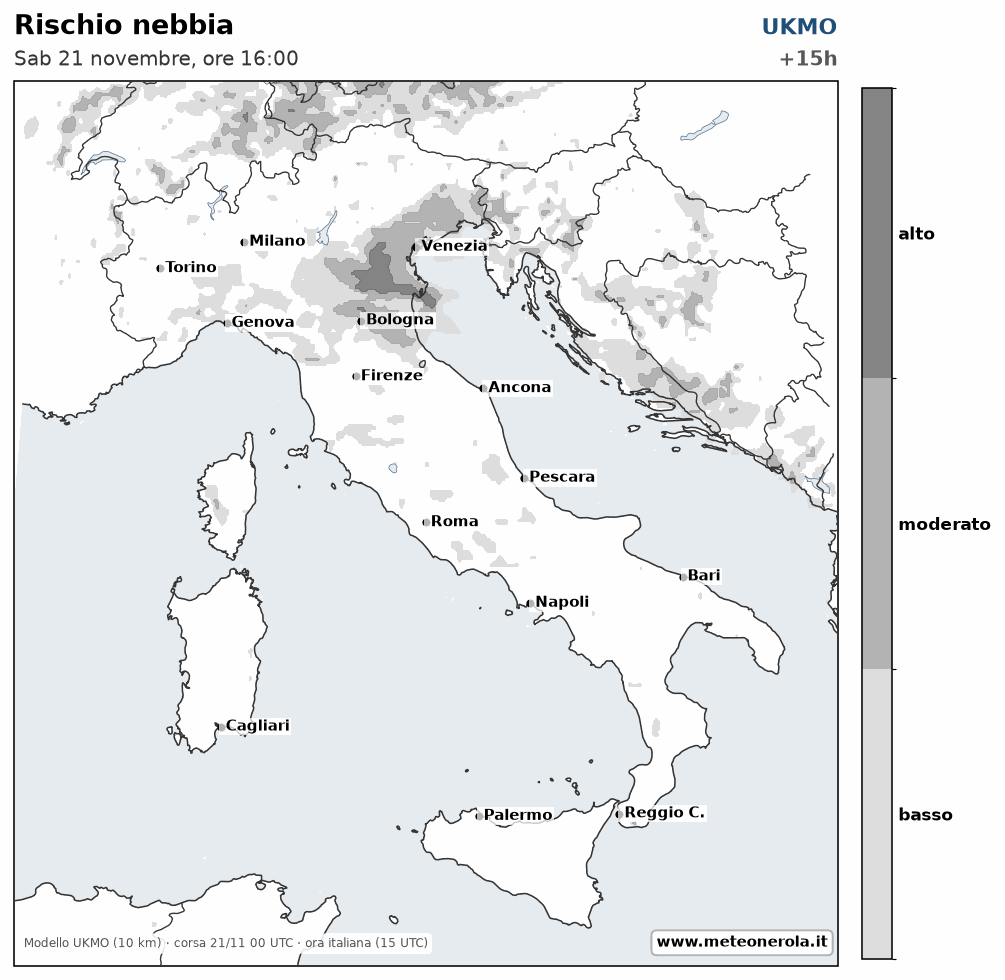 Rischio nebbia
UKMO
Sab 21 novembre, ore 16:00
+15h
alto
Venezia
Milano
Torino
Bologna
Genova
Firenze
Ancona
Pescara
Roma
moderato
Bari
Napoli
Cagliari
Reggio C.
Palermo
basso
Modello UKMO (10 km) · corsa 21/11 00 UTC · ora italiana (15 UTC)
www.meteonerola.it